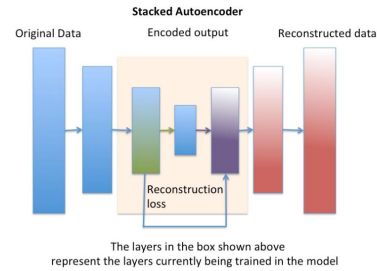 Stacked Autoencoder
Original Data
Encoded output
Reconstructed data
Reconstruction
loss
The layers in the box shown above
represent the layers currently being trained in the model